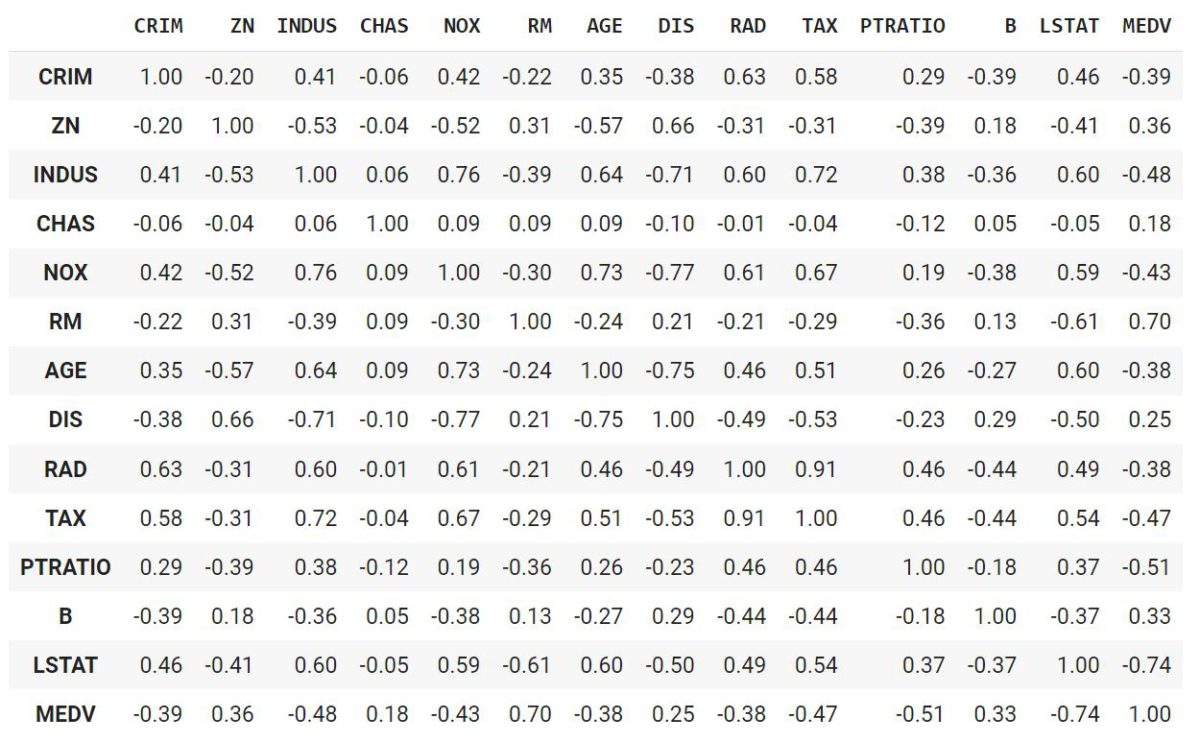 CRIM ZN INDUS CHAS NOX RM AGE DIS RAD TAX PTRATIO B LSTAT MEDV
CRIM 1.00 -0.20 0.41 -0.06 0.42 -0.22 0.35 -0.38 0.63 0.58 0.29 -0.39 0.46 -0.39
ZN -0.20 1.00 -0.53 -0.04 -0.52 0.31 -0.57 0.66 -0.31 -0.31 -0.39 0.18 -0.41 0.36
INDUS 0.41 -0.53 1.00 0.06 0.76 -0.39 0.64 -0.71 0.60 0.72 0.38 -0.36 0.60 -0.48
CHAS -0.06 -0.04 0.06 1.00 0.09 0.09 0.09 -0.10 -0.01 -0.04 -0.12 0.05 -0.05 0.18
NOX 0.42 -0.52 0.76 0.09 1.00 -0.30 0.73 -0.77 0.61 0.67 0.19 -0.38 0.59 -0.43
RM -0.22 0.31 -0.39 0.09 -0.30 1.00 -0.24 0.21 -0.21 -0.29 -0.36 0.13 -0.61 0.70
AGE 0.35 -0.57 0.64 0.09 0.73 -0.24 1.00 -0.75 0.46 0.51 0.26 -0.27 0.60 -0.38
DIS -0.38 0.66 -0.71 -0.10 -0.77 0.21 -0.75 1.00 -0.49 -0.53 -0.23 0.29 -0.50 0.25
RAD 0.63 -0.31 0.60 -0.01 0.61 -0.21 0.46 -0.49 1.00 0.91 0.46 -0.44 0.49 -0.38
TAX 0.58 -0.31 0.72 -0.04 0.67 -0.29 0.51 -0.53 0.91 1.00 0.46 -0.44 0.54 -0.47
PTRATIO 0.29 -0.39 0.38 -0.12 0.19 -0.36 0.26 -0.23 0.46 0.46 1.00 -0.18 0.37 -0.51
B -0.39 0.18 -0.36 0.05 -0.38 0.13 -0.27 0.29 -0.44 -0.44 -0.18 1.00 -0.37 0.33
LSTAT 0.46 -0.41 0.60 -0.05 0.59 -0.61 0.60 -0.50 0.49 0.54 0.37 -0.37 1.00 -0.74
MEDV -0.39 0.36 -0.48 0.18 -0.43 0.70 -0.38 0.25 -0.38 -0.47 -0.51 0.33 -0.74 1.00